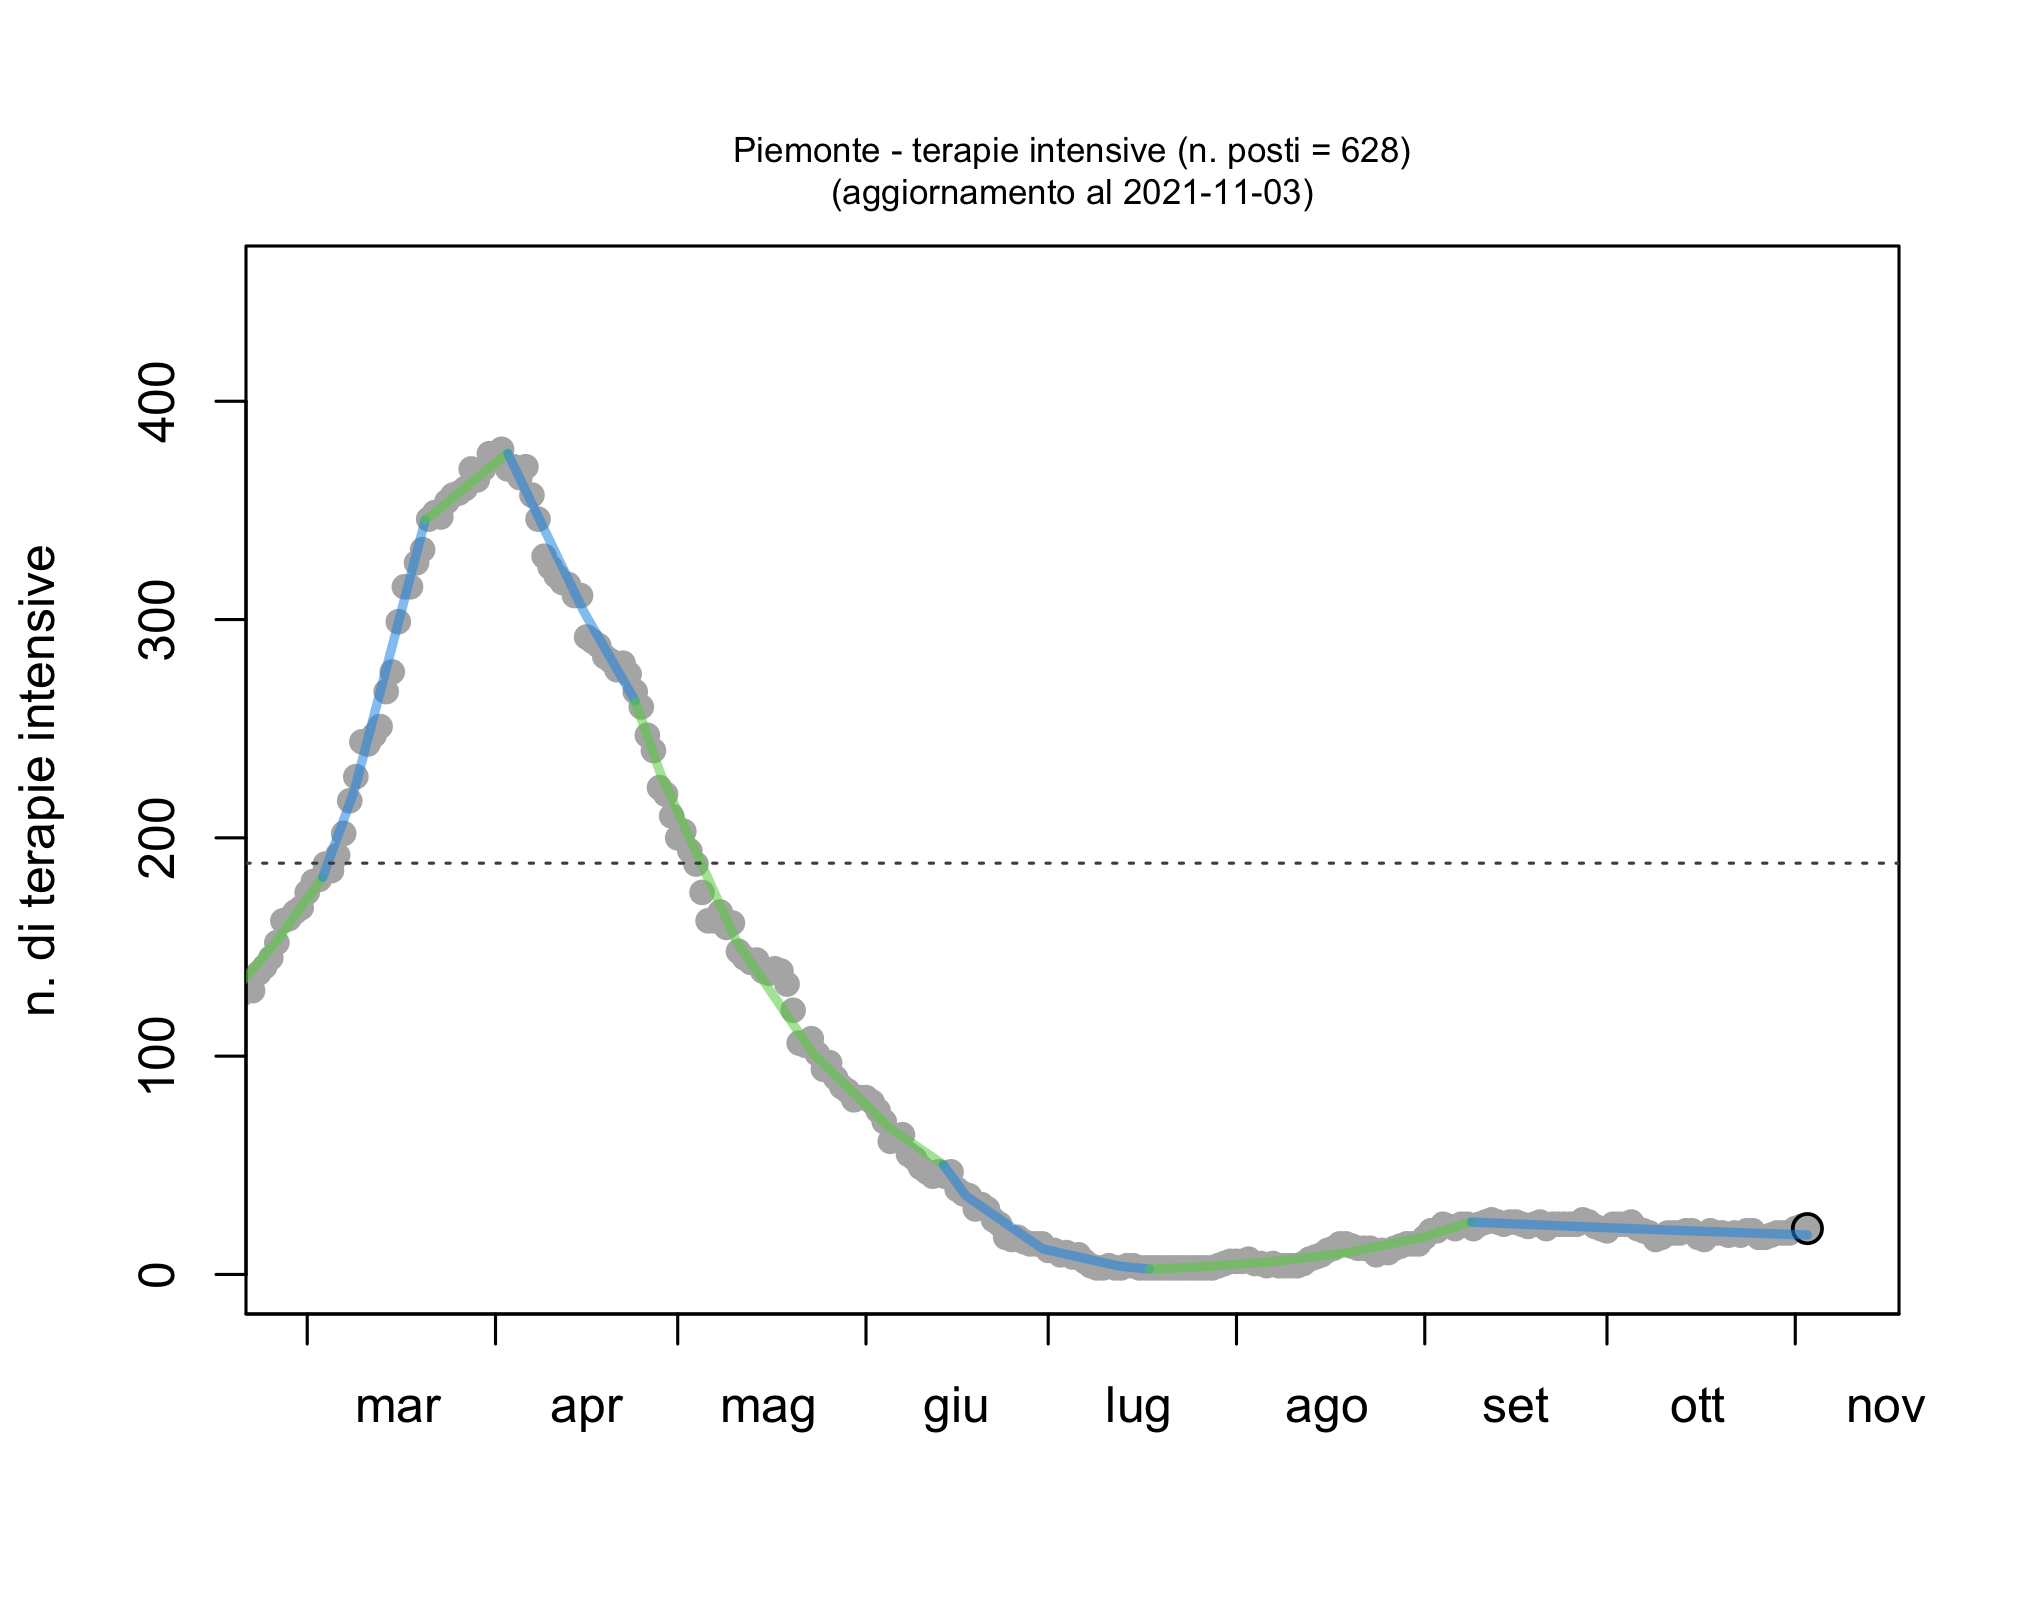 Piemonte - terapie intensive (n. posti = 628)
(aggiornamento al 2021-11-03)
n. di terapie intensive
400
300
200
100
0
mar apr mag giu lug ago set ott nov